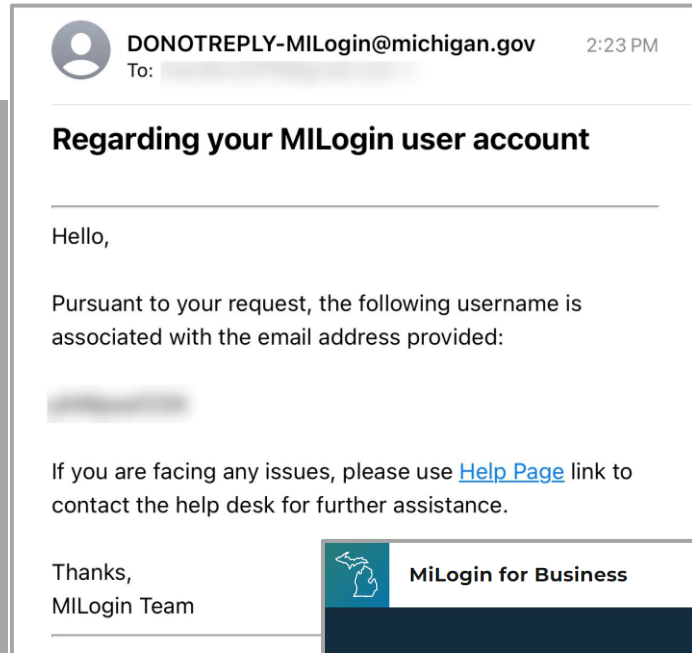 DONOTREPLY-MILogin@michigan.gov 2:23 PM
To:
Regarding your MILogin user account
Hello,
Pursuant to your request, the following username is
associated with the email address provided:
If you are facing any issues, please use Help Page link to
contact the help desk for further assistance.
Thanks,
MILogin Team
MiLogin for Business